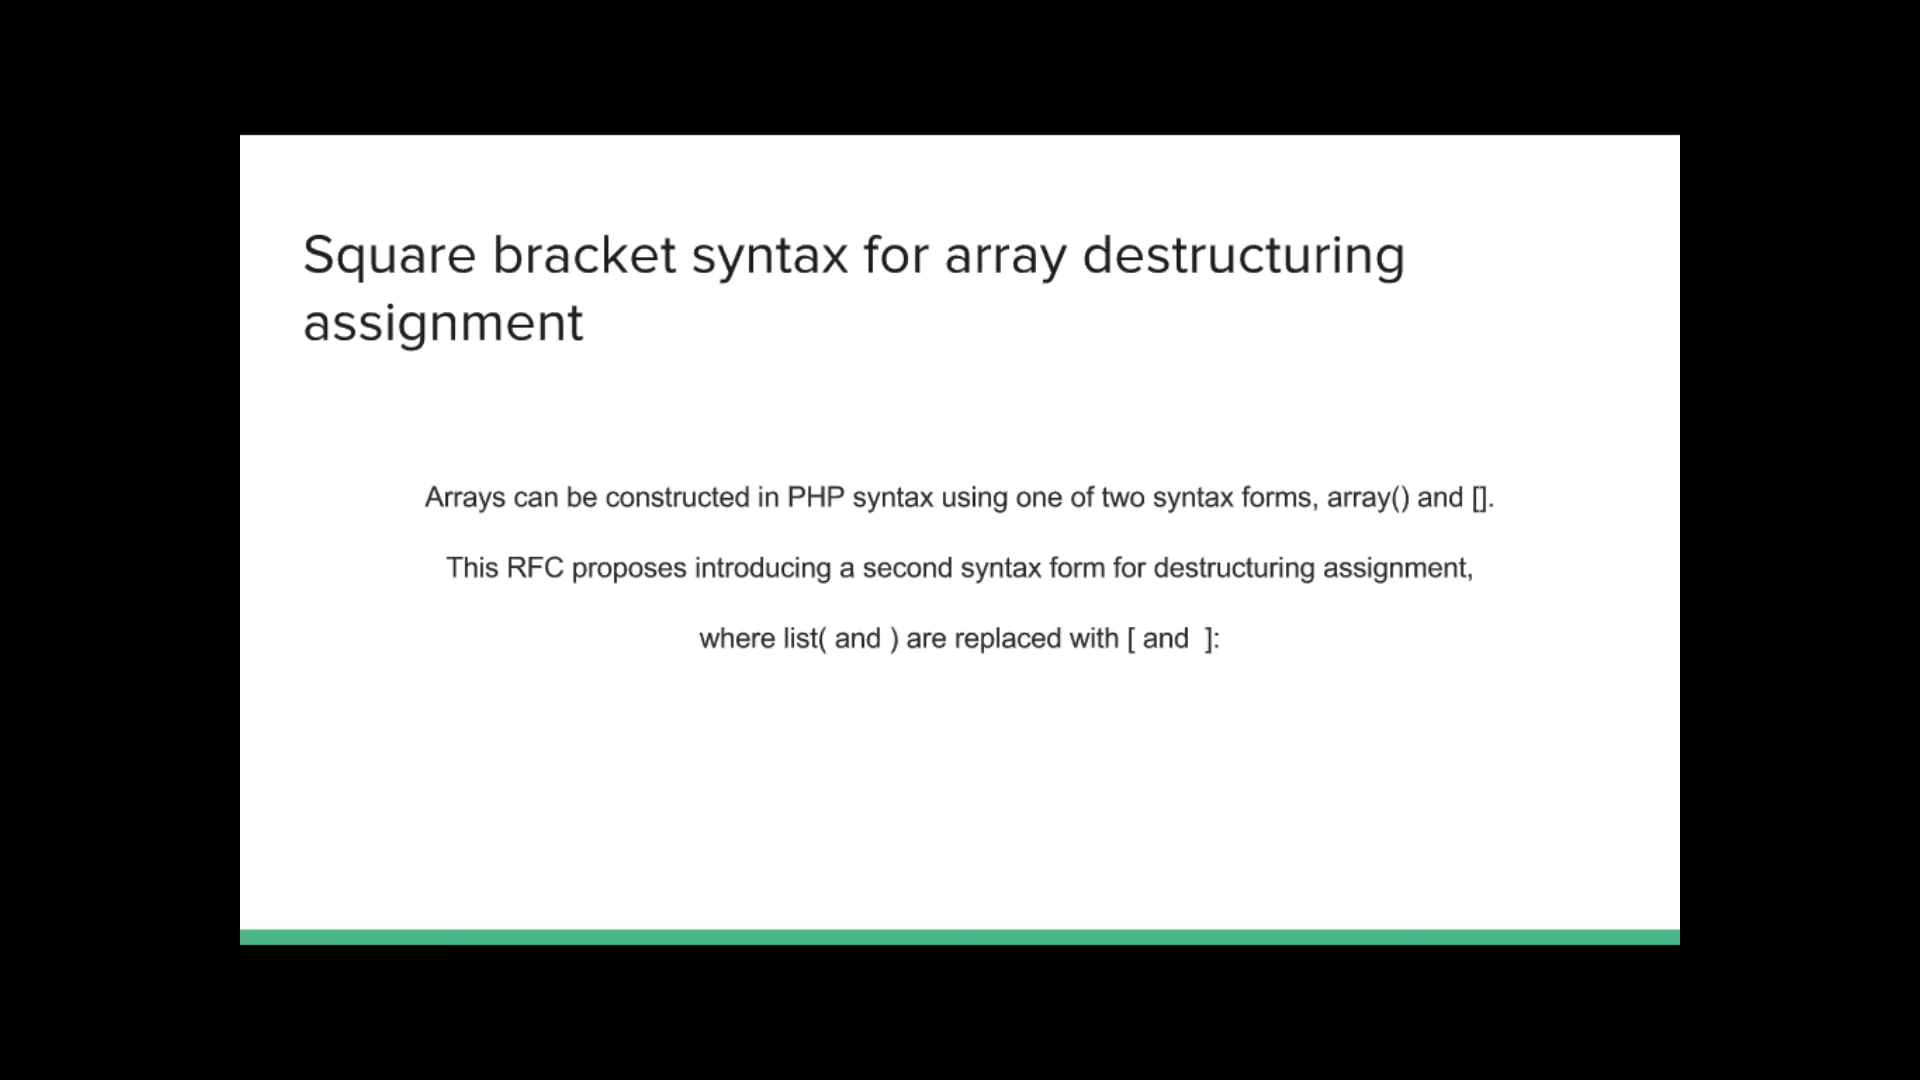 Square bracket syntax for array destructuring
assignment
Arrays can be constructed in PHP syntax using one of two syntax forms, array() and [].
This RFC proposes introducing a second syntax form for destructuring assignment,
where list( and ) are replaced with [ and  ]: